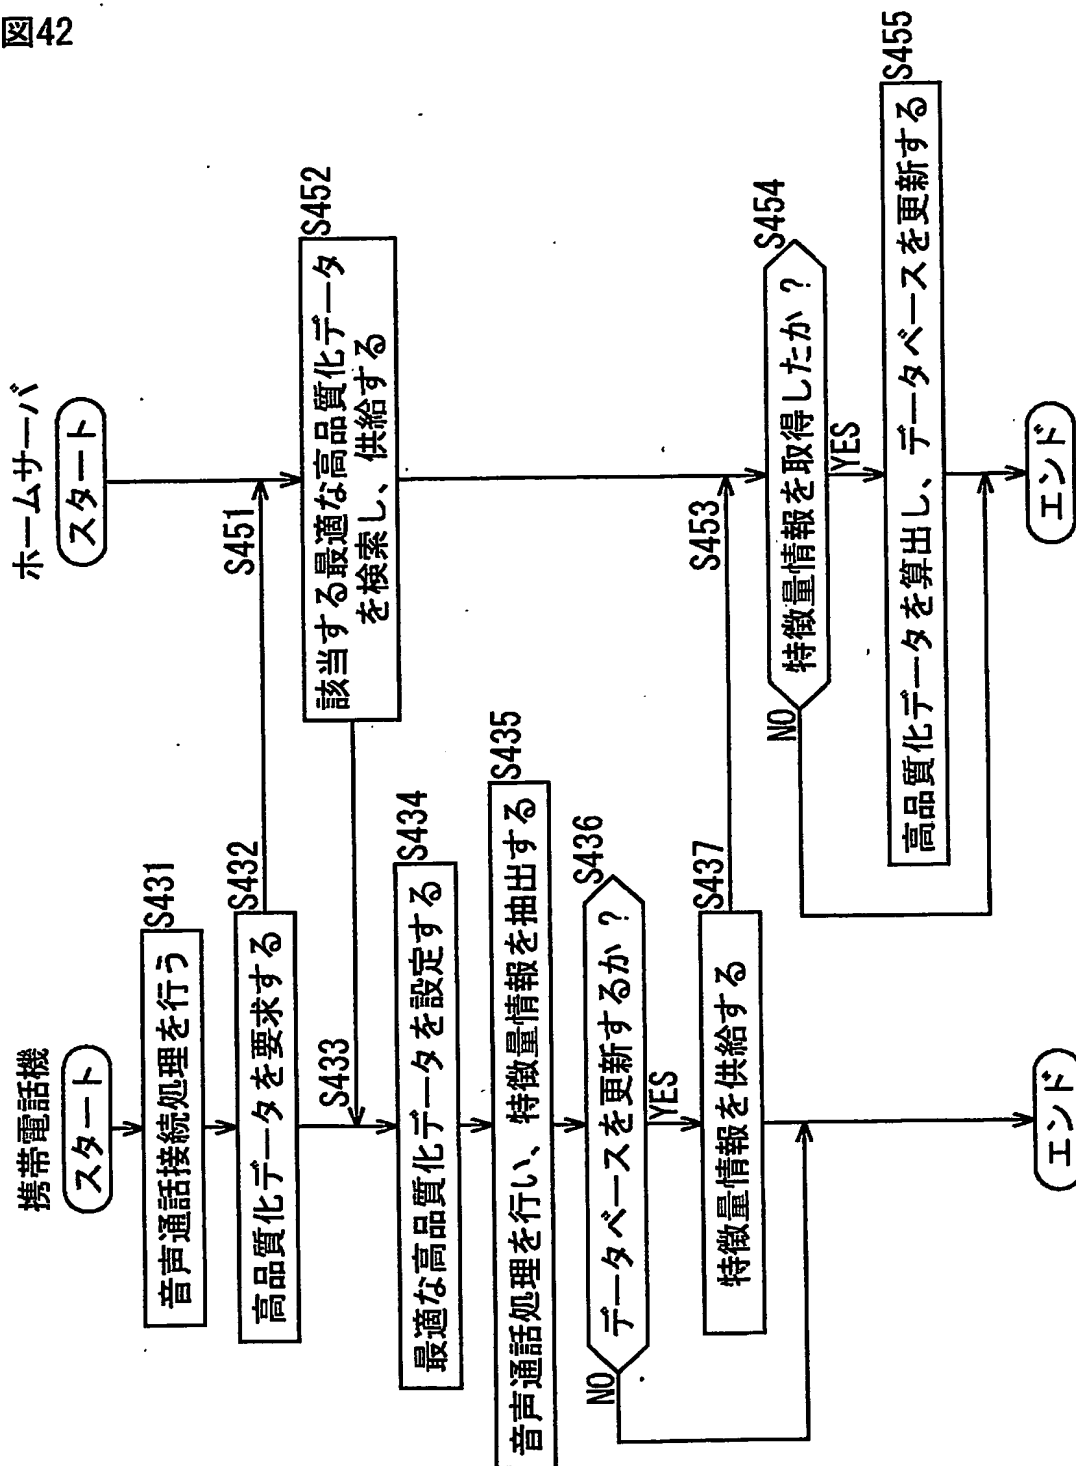 図42
携帯電話機
スタート
音声通話接続処理を行う
S431
高品質化データを要求する
S432
S433
最適な高品質化データを設定する
S434
音声通話処理を行い、特徴量情報を抽出する
S435
データベースを更新するか?
S436
NO
YES
特徴量情報を供給する
S437
エンド
ホームサーバ
スタート
S451
該当する最適な高品質化データ
を検索し、供給する
S452
S453
特徴量情報を取得したか?
S454
NO
YES
高品質化データを算出し、データベースを更新する
S455
エンド